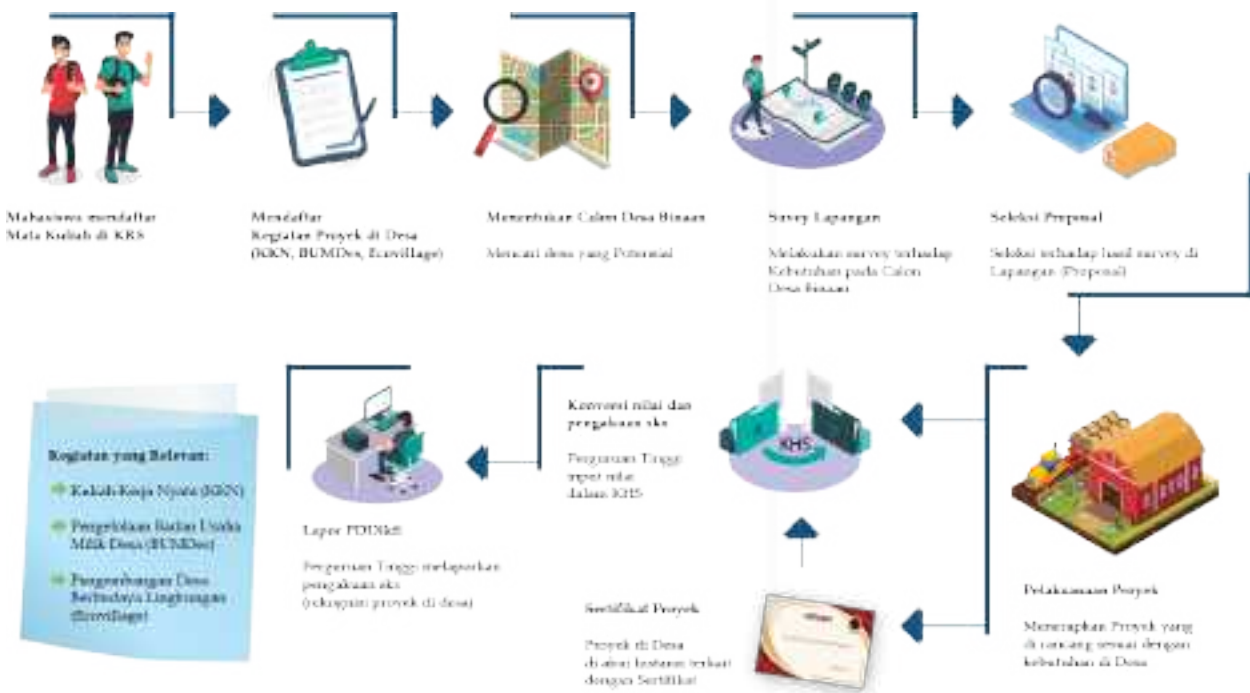 Mahasiswa mendaftar
Mata Kuliah di KRS
Mendaftar
Kegiatan Proyek di Desa
(KKN, BUMDes, Ecovillage)
Menentukan Calon Desa Binaan
Mencari desa yang Potensial
Survey Lapangan
Melakukan survey terhadap
Kebutuhan pada Calon
Desa Binaan
Seleksi Proposal
Seleksi terhadap hasil survey di
Lapangan (Proposal)
Pelaksanaan Proyek
Menerapkan Proyek yang
di rancang sesuai dengan
kebutuhan di Desa
KHS
Konversi nilai dan
pengakuan sks
Perguruan Tinggi
input nilai
dalam KHS
Sertifikat Proyek
Proyek di Desa
di akui Instansi terkait
dengan Sertifikat
Lapor PDDikti
Perguruan Tinggi melaporkan
pengakuan sks
(rekognisi proyek di desa)
Kegiatan yang Relevan:
Kuliah Kerja Nyata (KKN)
Pengelolaan Badan Usaha
Milik Desa (BUMDes)
Pengembangan Desa
Berbudaya Lingkungan
(Ecovillage)